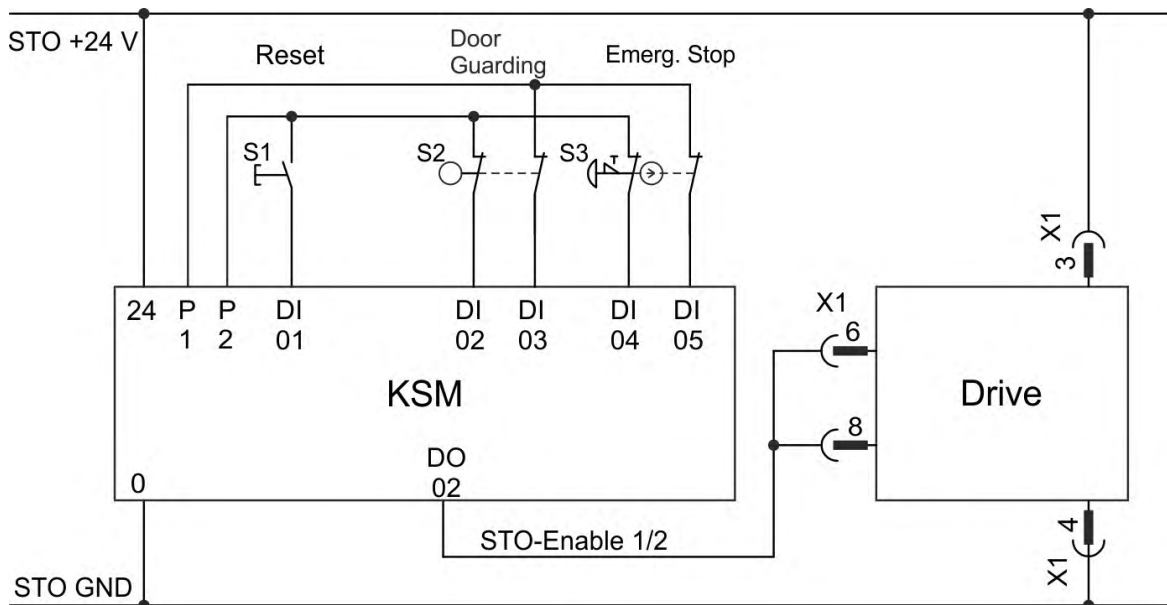 STO +24 V
Reset
Door
Guarding
Emerg. Stop
S1
S2
S3
X1
3
24 P P DI DI DI DI DI
1 2 01 02 03 04 05
X1
6
KSM
Drive
8
DO
0 02
4
STO-Enable 1/2
X1
STO GND